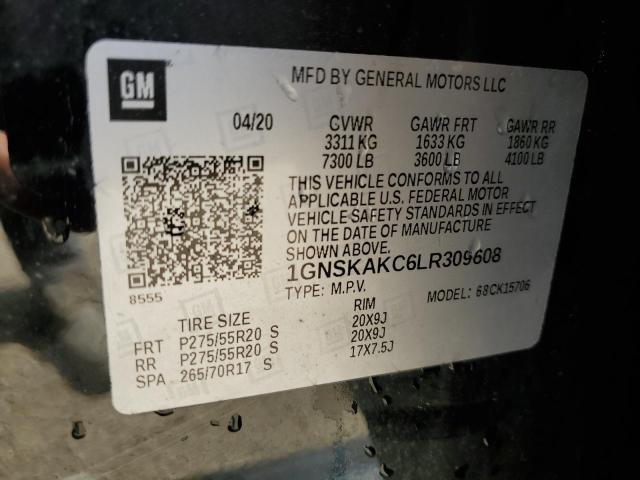 GM
MFD BY GENERAL MOTORS LLC
04/20 GVWR GAWR FRT GAWR RR
3311 KG 1633 KG 1860 KG
7300 LB 3600 LB 4100 LB
THIS VEHICLE CONFORMS TO ALL
APPLICABLE U.S. FEDERAL MOTOR
VEHICLE SAFETY STANDARDS IN EFFECT
ON THE DATE OF MANUFACTURE
SHOWN ABOVE.
1GNSKAKC6LR309608
8555 TYPE: M.P.V. MODEL: 68CK15706
TIRE SIZE RIM
FRT P275/55R20 S 20X9J
RR P275/55R20 S 20X9J
SPA 265/70R17 S 17X7.5J